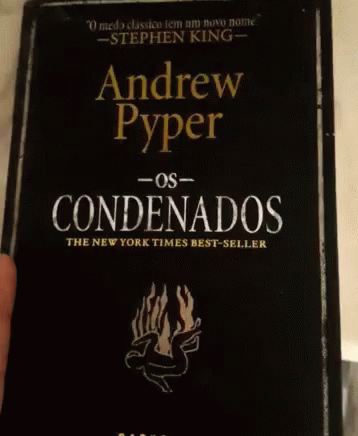 "O medo clássico tem um novo nome"
—STEPHEN KING—
Andrew
Pyper
—OS—
CONDENADOS
THE NEW YORK TIMES BEST-SELLER